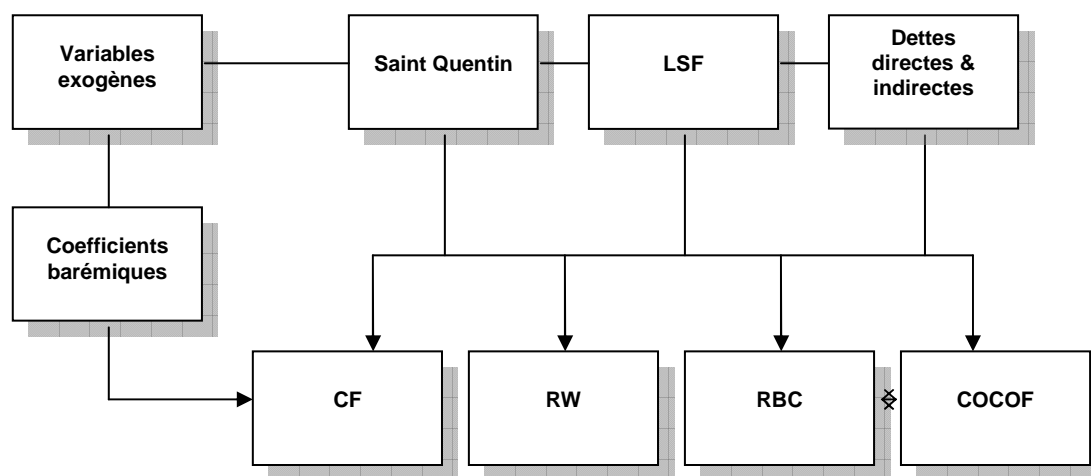 Variables
exogènes
Saint Quentin
LSF
Dettes
directes &
indirectes
Coefficients
barémiques
CF
RW
RBC
COCOF